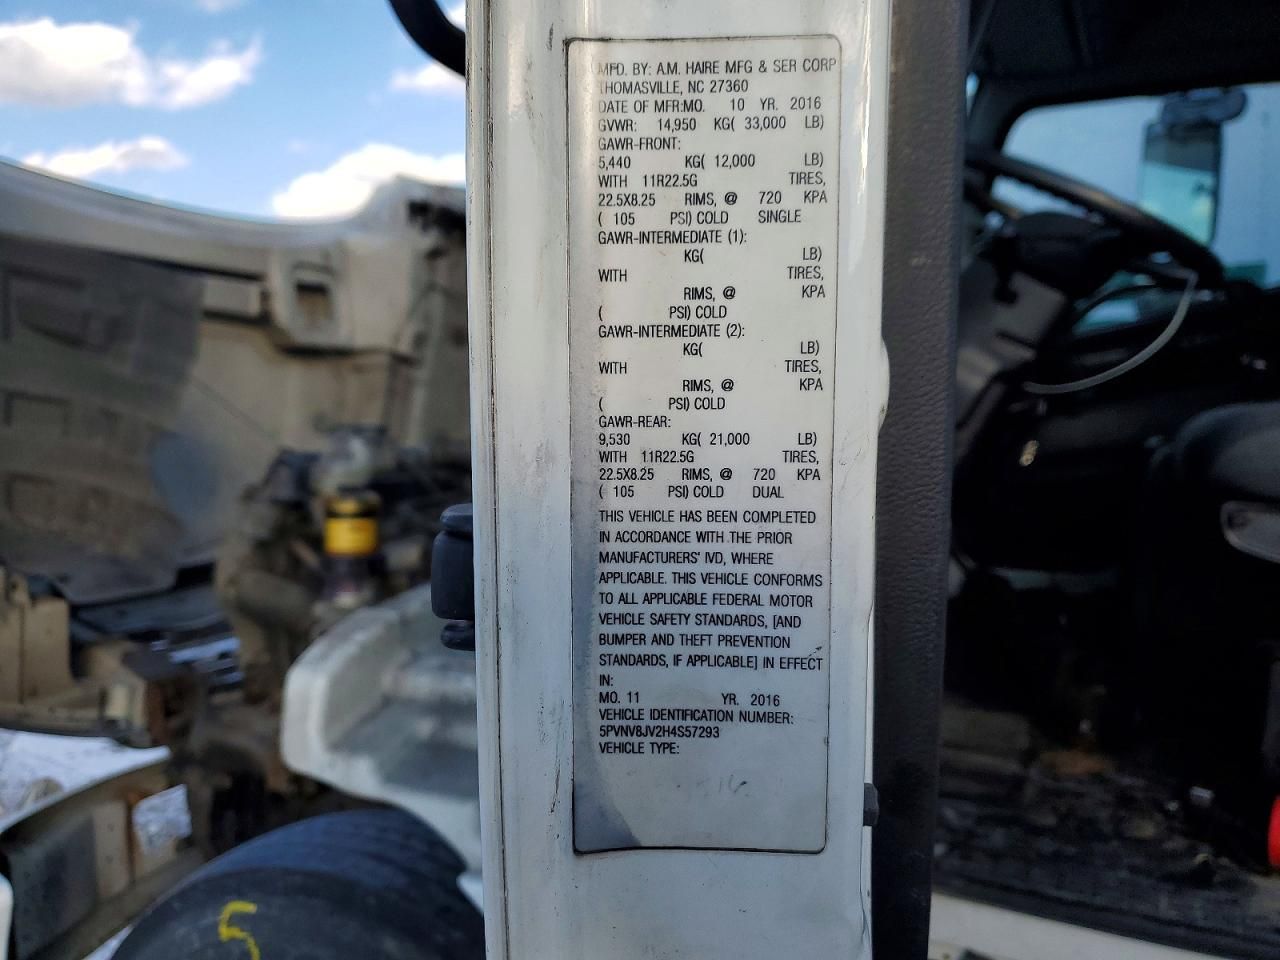 MFD. BY: A.M. HAIRE MFG & SER CORP
THOMASVILLE, NC 27360
DATE OF MFR:MO. 10 YR. 2016
GVWR: 14,950 KG( 33,000 LB)
GAWR-FRONT:
5,440 KG( 12,000 LB)
WITH 11R22.5G TIRES,
22.5X8.25 RIMS, @ 720 KPA
( 105 PSI) COLD SINGLE
GAWR-INTERMEDIATE (1):
KG( LB)
WITH TIRES,
RIMS, @ KPA
( PSI) COLD
GAWR-INTERMEDIATE (2):
KG( LB)
WITH TIRES,
RIMS, @ KPA
( PSI) COLD
GAWR-REAR:
9,530 KG( 21,000 LB)
WITH 11R22.5G TIRES,
22.5X8.25 RIMS, @ 720 KPA
( 105 PSI) COLD DUAL
THIS VEHICLE HAS BEEN COMPLETED
IN ACCORDANCE WITH THE PRIOR
MANUFACTURERS' IVD, WHERE
APPLICABLE. THIS VEHICLE CONFORMS
TO ALL APPLICABLE FEDERAL MOTOR
VEHICLE SAFETY STANDARDS, [AND
BUMPER AND THEFT PREVENTION
STANDARDS, IF APPLICABLE] IN EFFECT
IN:
MO. 11 YR. 2016
VEHICLE IDENTIFICATION NUMBER:
5PVNV8JV2H4S57293
VEHICLE TYPE:
5